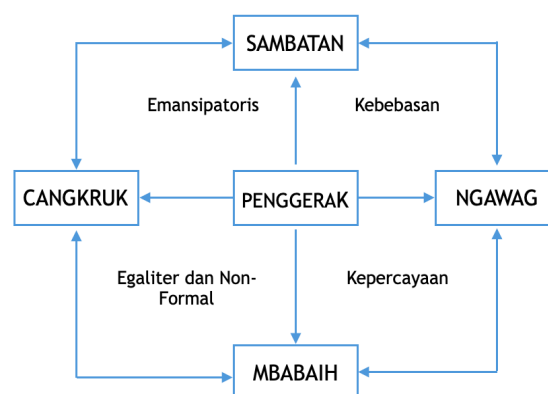 SAMBATAN
Emansipatoris
Kebebasan
CANGKRUK
PENGGERAK
NGAWAG
Egaliter dan Non-
Formal
Kepercayaan
MBABAIH